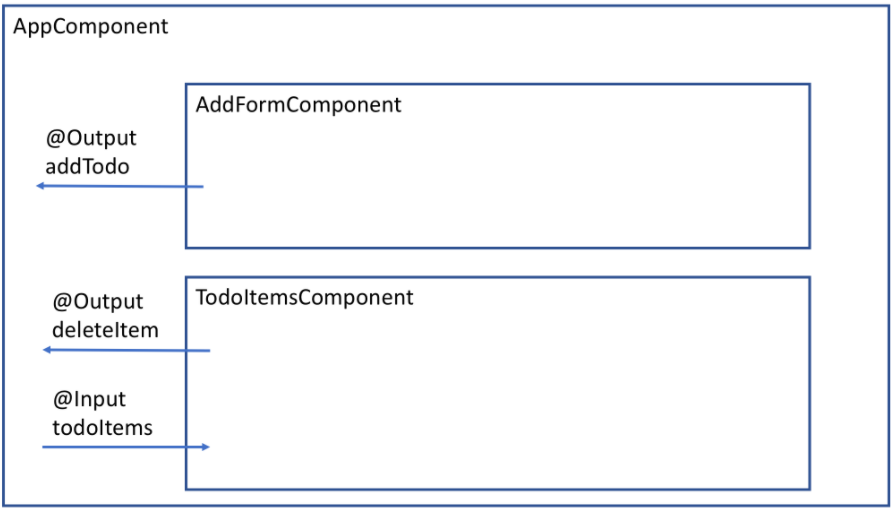 AppComponent
AddFormComponent
@Output
addTodo
TodoItemsComponent
@Output
deleteItem
@Input
todoItems